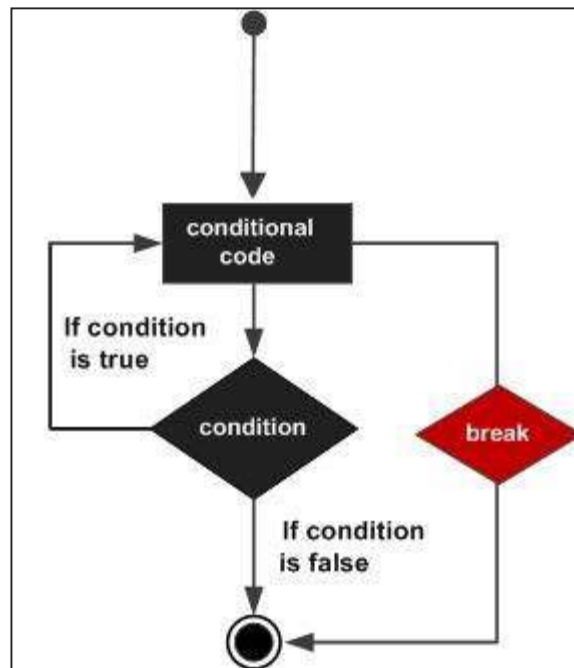 conditional
code
If condition
is true
condition
break
If condition
is false